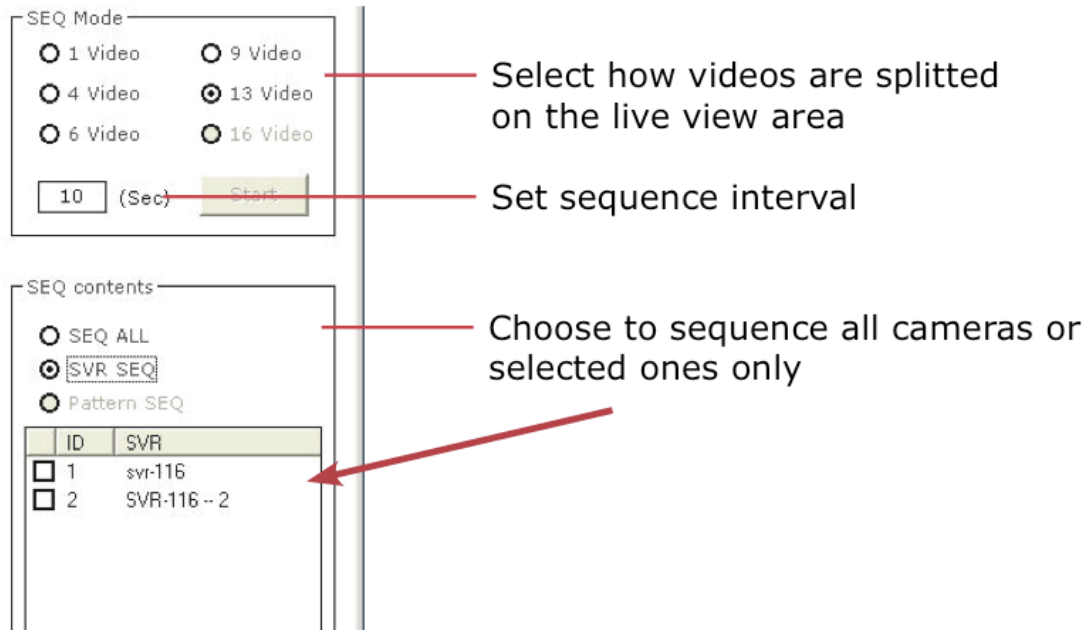 SEQ Mode
1 Video
9 Video
4 Video
13 Video
6 Video
16 Video
10 (Sec) Start
Select how videos are splitted
on the live view area
Set sequence interval
SEQ contents
SEQ ALL
SVR SEQ
Pattern SEQ
ID SVR
1 svr-116
2 SVR-116 -- 2
Choose to sequence all cameras or
selected ones only